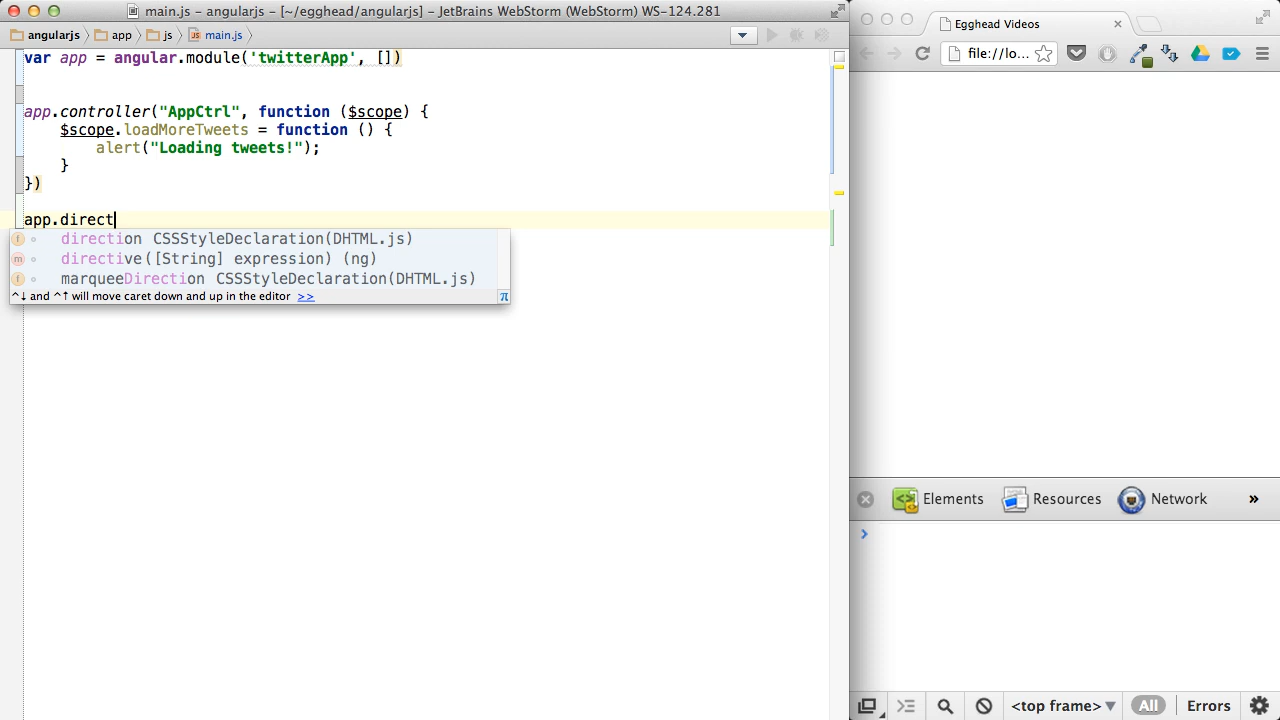 main.js – angularjs – [~/egghead/angularjs] – JetBrains WebStorm (WebStorm) WS-124.281
angularjs app js main.js
var app = angular.module('twitterApp', [])
app.controller("AppCtrl", function ($scope) {
$scope.loadMoreTweets = function () {
alert("Loading tweets!");
}
})
app.direct
direction CSSStyleDeclaration(DHTML.js)
directive([String] expression) (ng)
marqueeDirection CSSStyleDeclaration(DHTML.js)
^↓ and ^↑ will move caret down and up in the editor >>
π
Egghead Videos
file://lo...
Elements Resources Network »
<top frame> All Errors